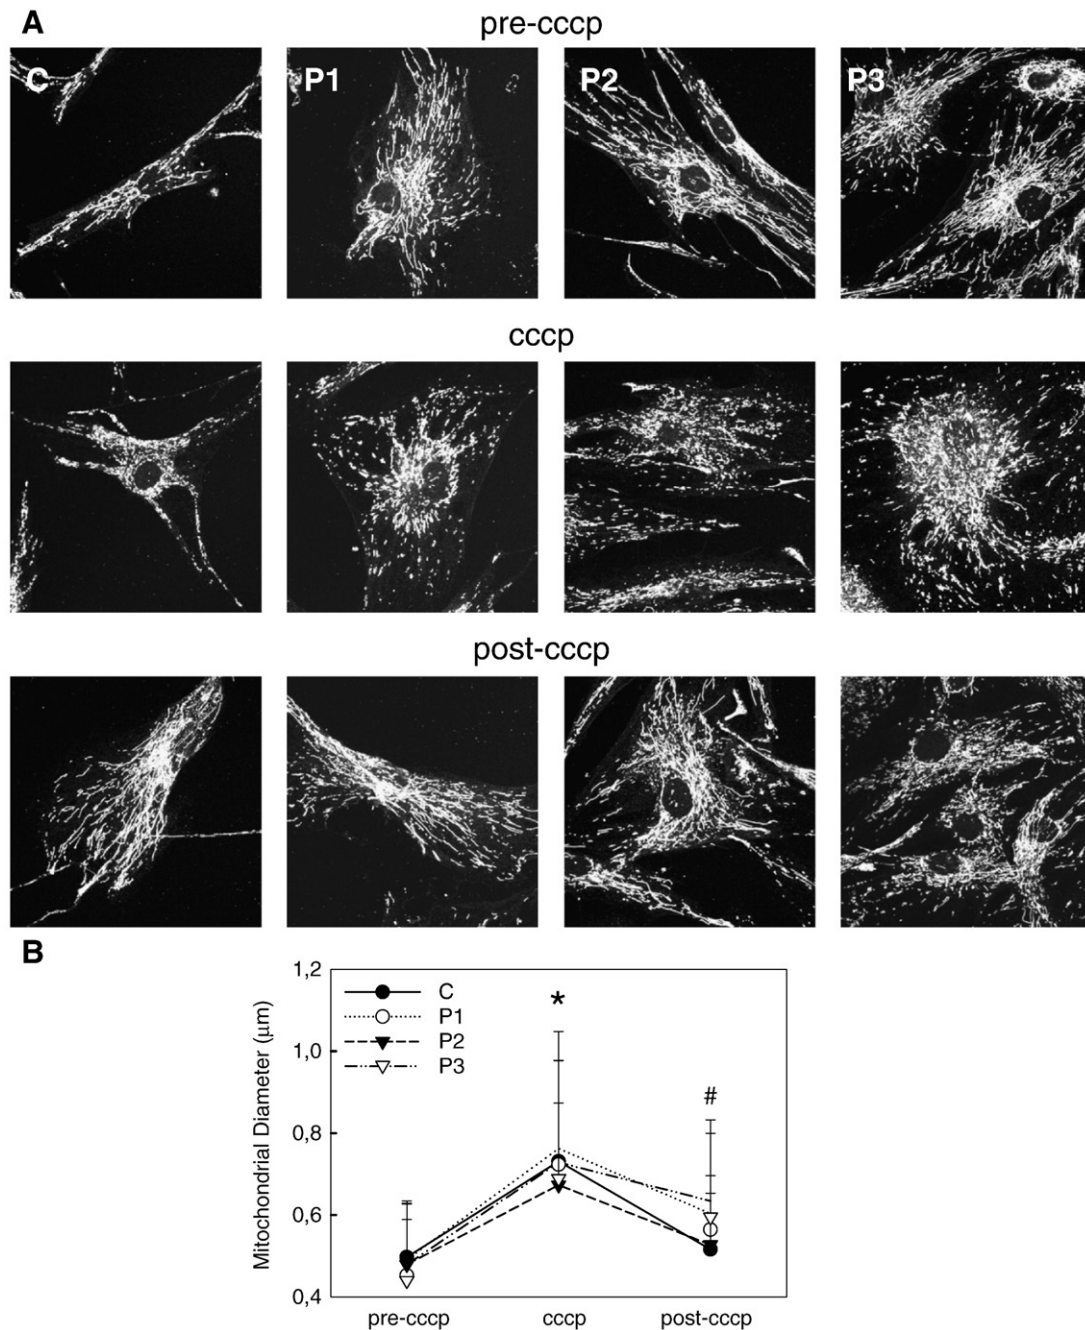 A
pre-cccp
C P1 P2 P3
cccp
post-cccp
B
Mitochondrial Diameter (μm)
1,2
1,0
0,8
0,6
0,4
C
P1
P2
P3
*
#
pre-cccp cccp post-cccp